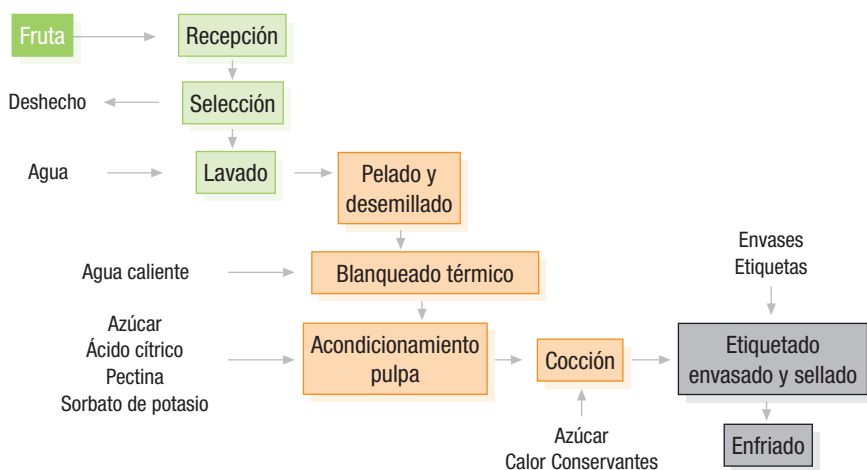 Fruta
Recepción
Deshecho
Selección
Agua
Lavado
Pelado y
desemillado
Agua caliente
Blanqueado térmico
Envases
Etiquetas
Azúcar
Ácido cítrico
Pectina
Sorbato de potasio
Acondicionamiento
pulpa
Cocción
Etiquetado
envasado y sellado
Azúcar
Calor Conservantes
Enfriado